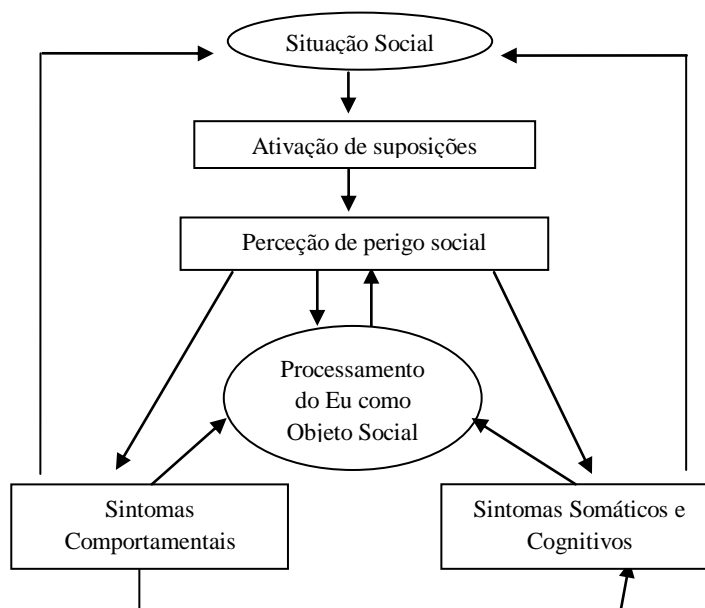 Situação Social
Ativação de suposições
Perceção de perigo social
Processamento
do Eu como
Objeto Social
Sintomas
Comportamentais
Sintomas Somáticos e
Cognitivos